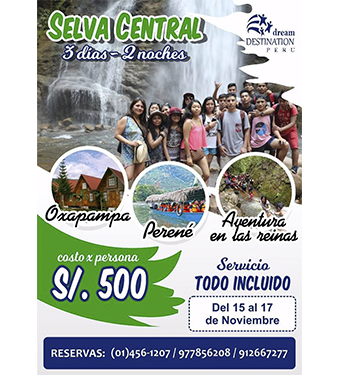 SELVA CENTRAL
3 días - 2 noches
dream
DESTINATION
PERU
Oxapampa
Perené
Aventura
en las reinas
costo x persona
S/. 500
Servicio
TODO INCLUIDO
Del 15 al 17
de Noviembre
RESERVAS: (01)456-1207 / 977856208 / 912667277